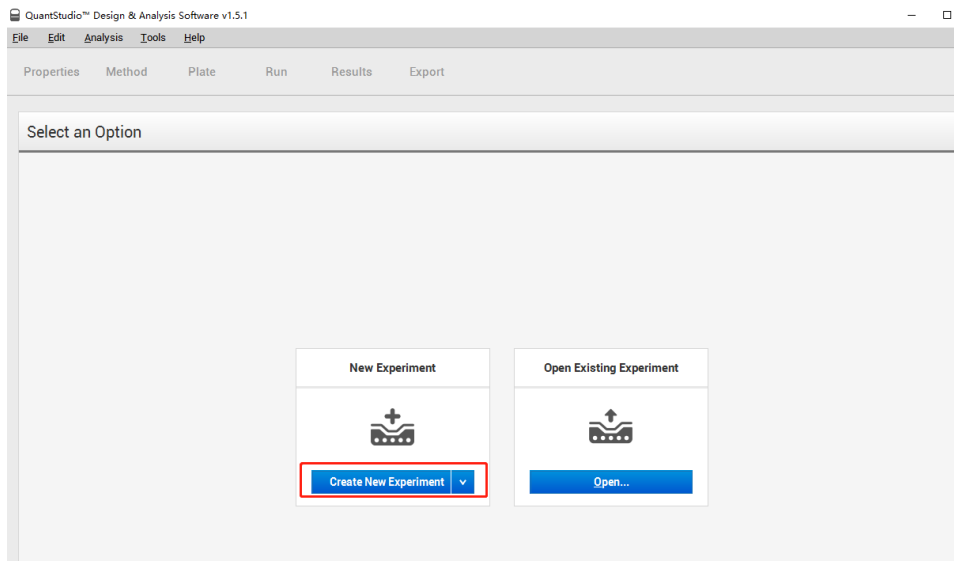 QuantStudio™ Design & Analysis Software v1.5.1
File Edit Analysis Tools Help
Properties Method Plate Run Results Export
Select an Option
New Experiment Open Existing Experiment
Create New Experiment Open...